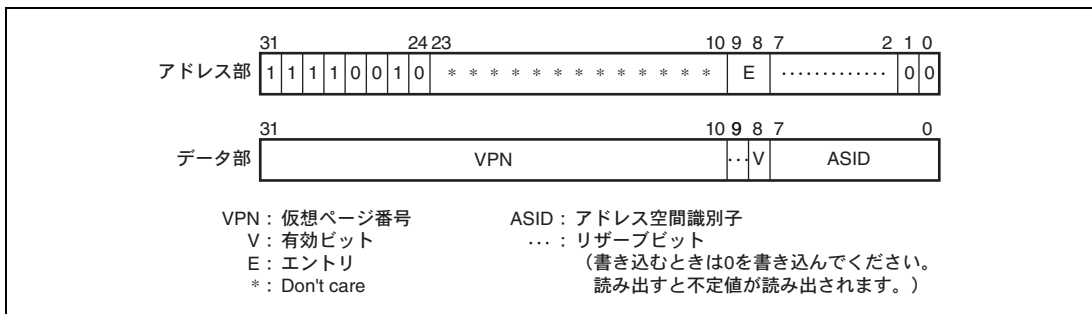 31 24 23 10 9 8 7 2 1 0
アドレス部 1 1 1 1 0 0 1 0 * * * * * * * * * * * * * * E ............. 0 0
31 10 9 8 7 0
データ部 VPN ... V ASID
VPN : 仮想ページ番号 ASID : アドレス空間識別子
V : 有効ビット ... : リザーブビット
E : エントリ (書き込むときは0を書き込んでください。
* : Don't care 読み出すと不定値が読み出されます。)